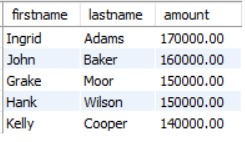 firstname lastname amount
Ingrid Adams 170000.00
John Baker 160000.00
Grake Moor 150000.00
Hank Wilson 150000.00
Kelly Cooper 140000.00